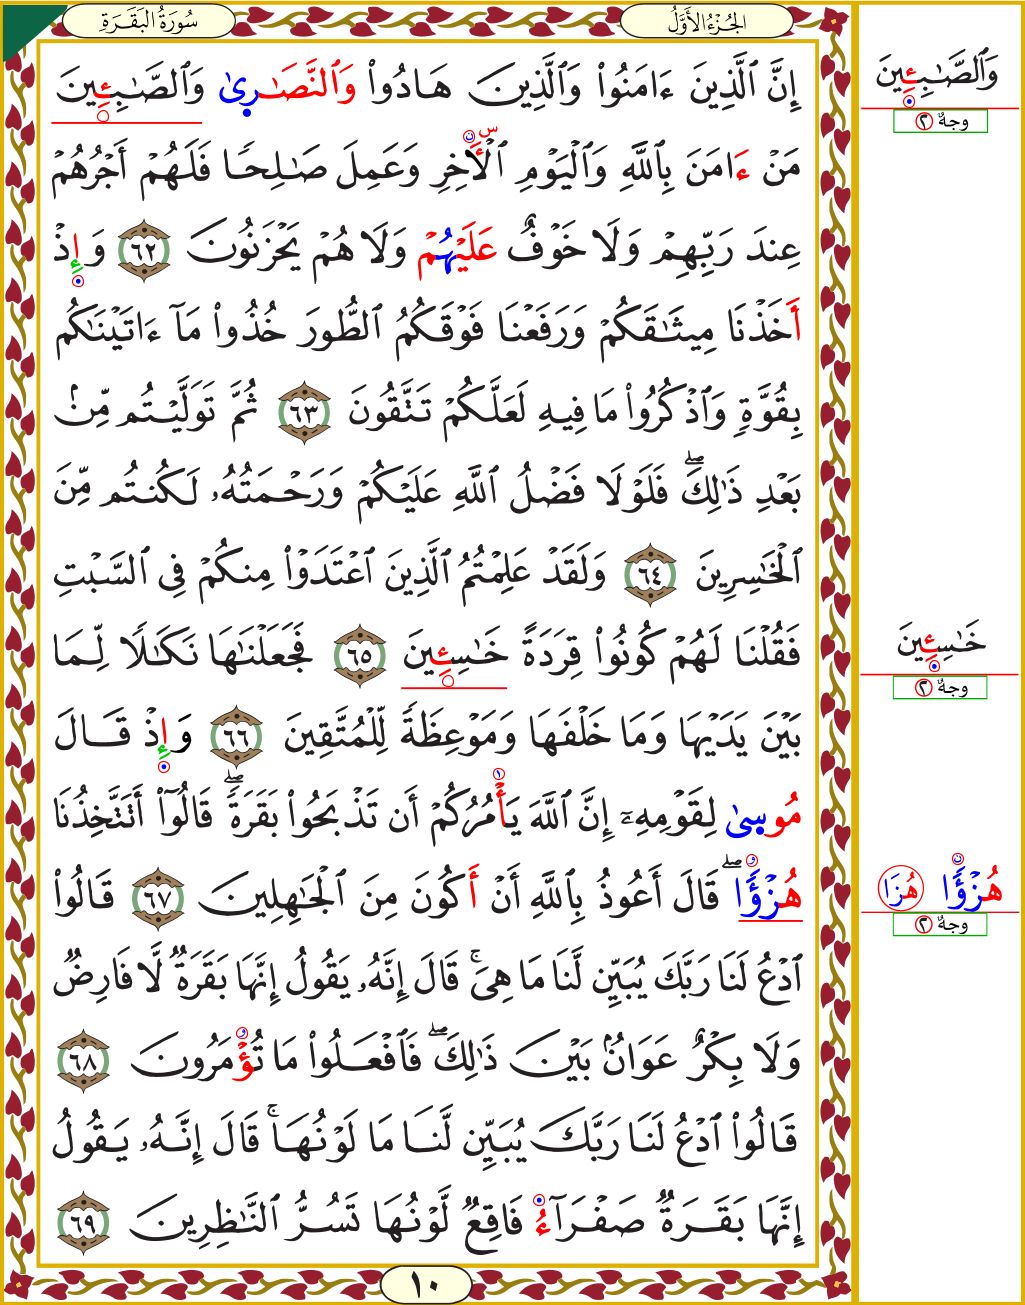 الجُزْءُ الأَوَّلُ
سُورَةُ البَقَرَةِ
إِنَّ ٱلَّذِينَ ءَامَنُواْ وَٱلَّذِينَ هَادُواْ وَٱلنَّصَٰرِىٰ وَٱلصَّٰبِـِٔينَ
مَنْ ءَامَنَ بِٱللَّهِ وَٱلْيَوْمِ ٱلْأٓخِرِ وَعَمِلَ صَٰلِحًا فَلَهُمْ أَجْرُهُمْ
عِندَ رَبِّهِمْ وَلَا خَوْفٌ عَلَيْهُمْ وَلَا هُمْ يَحْزَنُونَ ٦٢ وَإِذْ
أَخَذْنَا مِيثَٰقَكُمْ وَرَفَعْنَا فَوْقَكُمُ ٱلطُّورَ خُذُواْ مَآ ءَاتَيْنَٰكُم
بِقُوَّةٍ وَٱذْكُرُواْ مَا فِيهِ لَعَلَّكُمْ تَتَّقُونَ ٦٣ ثُمَّ تَوَلَّيْتُم مِّنۢ
بَعْدِ ذَٰلِكَۖ فَلَوْلَا فَضْلُ ٱللَّهِ عَلَيْكُمْ وَرَحْمَتُهُۥ لَكُنتُم مِّنَ
ٱلْخَٰسِرِينَ ٦٤ وَلَقَدْ عَلِمْتُمُ ٱلَّذِينَ ٱعْتَدَوْاْ مِنكُمْ فِى ٱلسَّبْتِ
فَقُلْنَا لَهُمْ كُونُواْ قِرَدَةً خَٰسِـِٔينَ ٦٥ فَجَعَلْنَٰهَا نَكَٰلًا لِّمَا
بَيْنَ يَدَيْهَا وَمَا خَلْفَهَا وَمَوْعِظَةً لِّلْمُتَّقِينَ ٦٦ وَإِذْ قَالَ
مُوسِىٰ لِقَوْمِهِۦٓ إِنَّ ٱللَّهَ يَأْمُرُكُمْ أَن تَذْبَحُواْ بَقَرَةًۖ قَالُوٓاْ أَتَتَّخِذُنَا
هُزْؤًاۖ قَالَ أَعُوذُ بِٱللَّهِ أَنْ أَكُونَ مِنَ ٱلْجَٰهِلِينَ ٦٧ قَالُواْ
ٱدْعُ لَنَا رَبَّكَ يُبَيِّن لَّنَا مَا هِىَۚ قَالَ إِنَّهُۥ يَقُولُ إِنَّهَا بَقَرَةٌ لَّا فَارِضٌ
وَلَا بِكْرٌ عَوَانٌۢ بَيْنَ ذَٰلِكَۖ فَٱفْعَلُواْ مَا تُؤْمَرُونَ ٦٨
قَالُواْ ٱدْعُ لَنَا رَبَّكَ يُبَيِّن لَّنَا مَا لَوْنُهَاۚ قَالَ إِنَّهُۥ يَقُولُ
إِنَّهَا بَقَرَةٌ صَفْرَآءُ فَاقِعٌ لَّوْنُهَا تَسُرُّ ٱلنَّٰظِرِينَ ٦٩
١٠
وَٱلصَّٰبِـِٔينَ
وجهٌ ٢
خَٰسِـِٔينَ
وجهٌ ٢
هُزْؤًا هُزَا
وجهٌ ٢